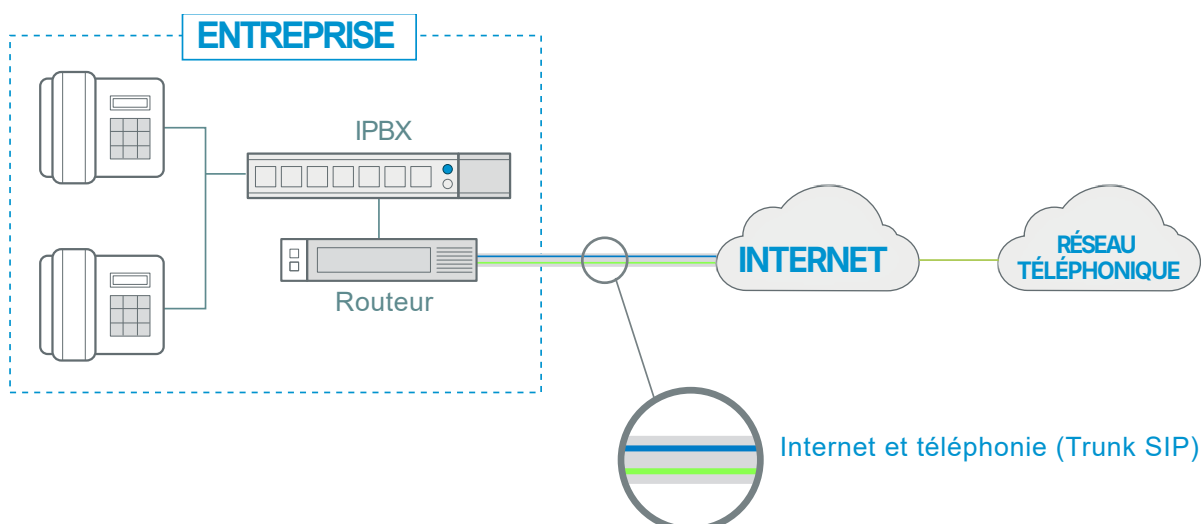 ENTREPRISE
IPBX
Routeur
INTERNET
RÉSEAU
TÉLÉPHONIQUE
Internet et téléphonie (Trunk SIP)